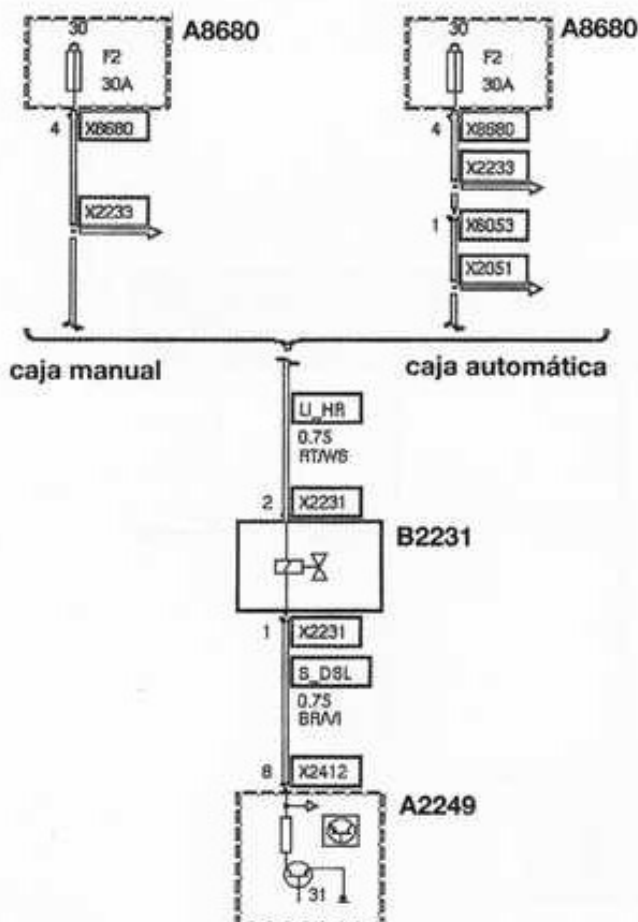 30
A8680
F2
30A
4
X8680
X2233
30
A8680
F2
30A
4
X8680
X2233
1
X6053
X2051
caja manual
caja automática
U_HR
0.75
RT/WS
2
X2231
B2231
1
X2231
S_DSL
0.75
BR/VI
8
X2412
A2249
31